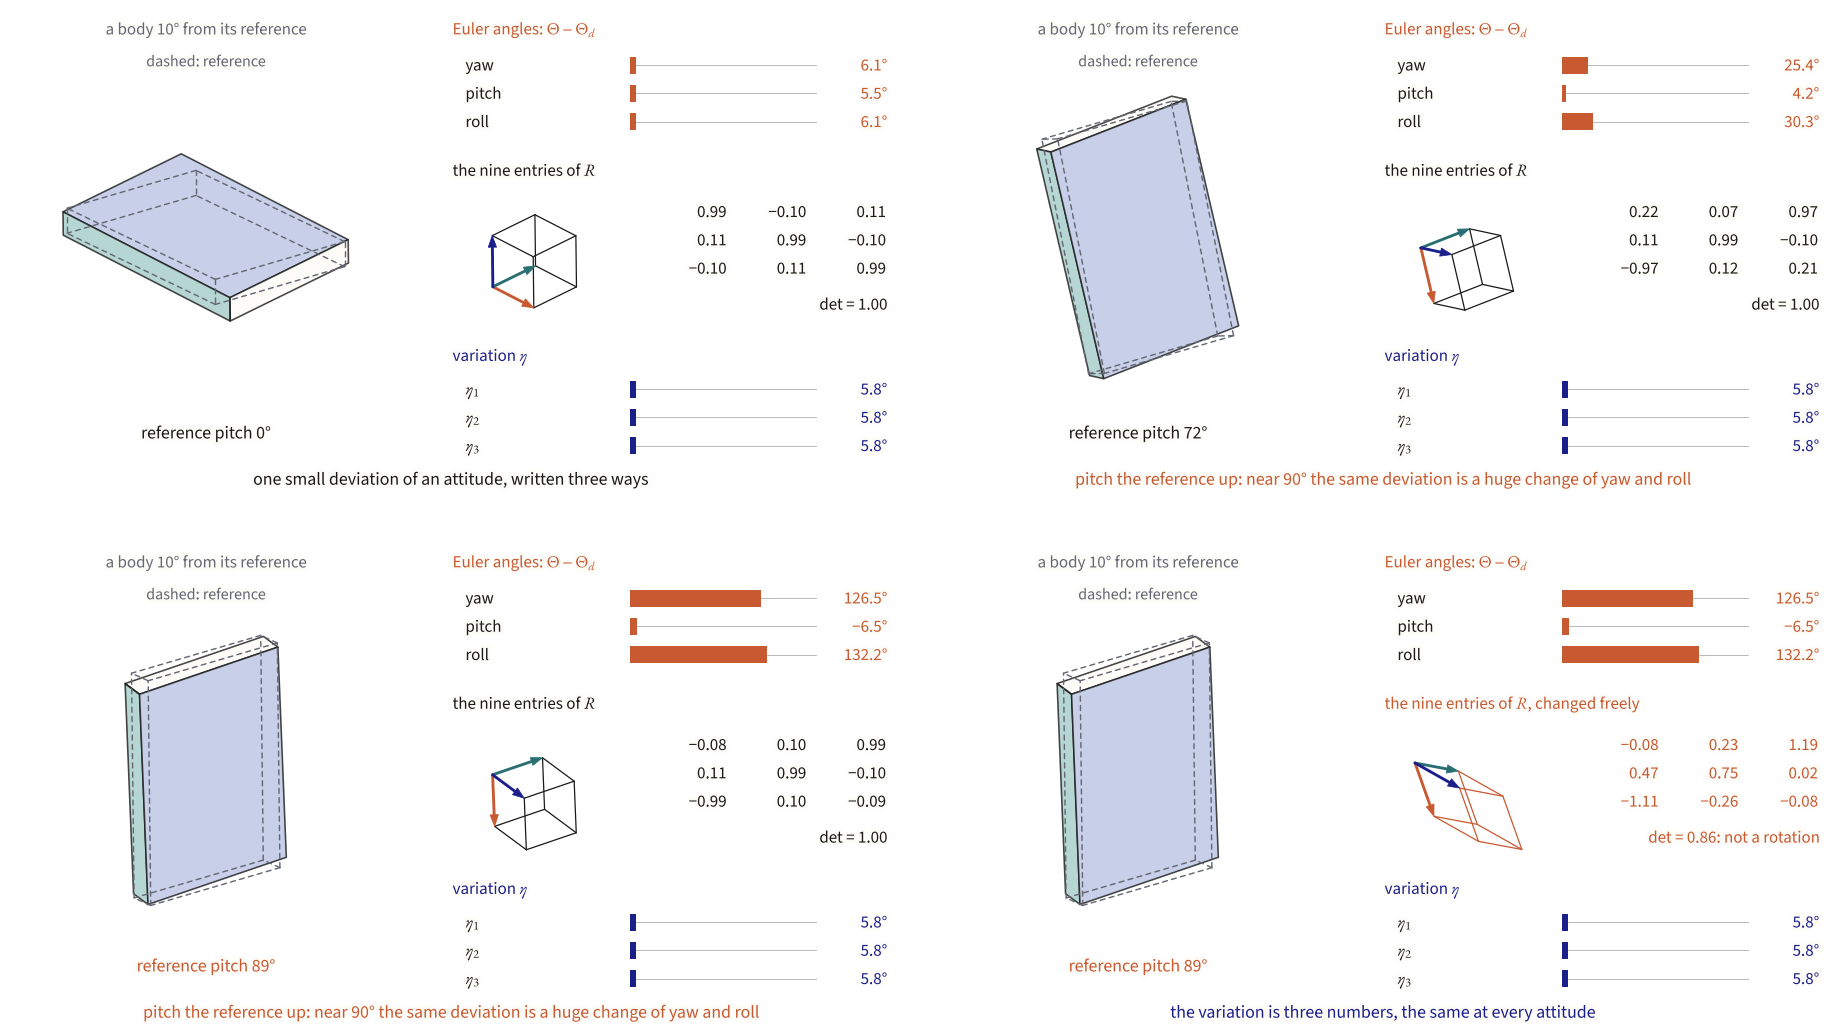 a body 10° from its reference
dashed: reference
reference pitch 0°
Euler angles: Θ − Θd
yaw 6.1°
pitch 5.5°
roll 6.1°
the nine entries of R
0.99 −0.10 0.11
0.11 0.99 −0.10
−0.10 0.11 0.99
det = 1.00
variation η
η1 5.8°
η2 5.8°
η3 5.8°
one small deviation of an attitude, written three ways
a body 10° from its reference
dashed: reference
reference pitch 72°
Euler angles: Θ − Θd
yaw 25.4°
pitch 4.2°
roll 30.3°
the nine entries of R
0.22 0.07 0.97
0.11 0.99 −0.10
−0.97 0.12 0.21
det = 1.00
variation η
η1 5.8°
η2 5.8°
η3 5.8°
pitch the reference up: near 90° the same deviation is a huge change of yaw and roll
a body 10° from its reference
dashed: reference
reference pitch 89°
Euler angles: Θ − Θd
yaw 126.5°
pitch −6.5°
roll 132.2°
the nine entries of R
−0.08 0.10 0.99
0.11 0.99 −0.10
−0.99 0.10 −0.09
det = 1.00
variation η
η1 5.8°
η2 5.8°
η3 5.8°
pitch the reference up: near 90° the same deviation is a huge change of yaw and roll
a body 10° from its reference
dashed: reference
reference pitch 89°
Euler angles: Θ − Θd
yaw 126.5°
pitch −6.5°
roll 132.2°
the nine entries of R, changed freely
−0.08 0.23 1.19
0.47 0.75 0.02
−1.11 −0.26 −0.08
det = 0.86: not a rotation
variation η
η1 5.8°
η2 5.8°
η3 5.8°
the variation is three numbers, the same at every attitude